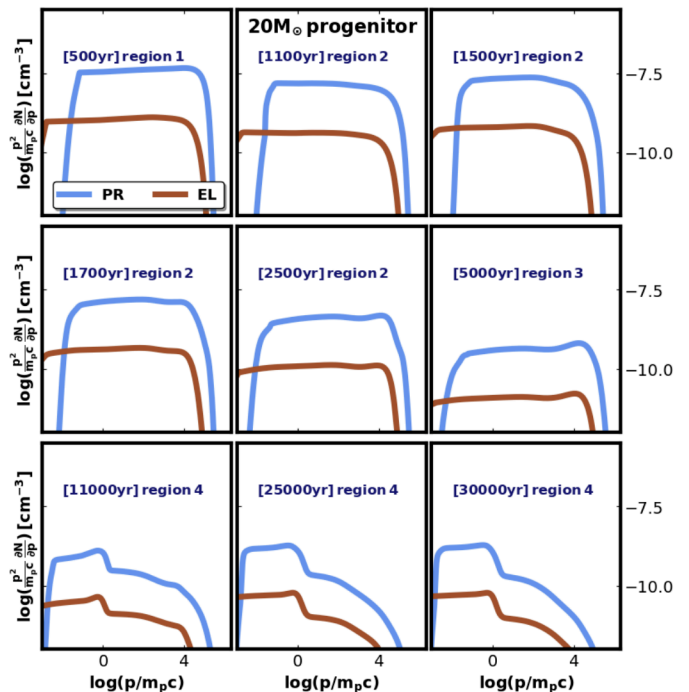 20M⊙ progenitor
[500yr] region 1
[1100yr] region 2
[1500yr] region 2
log(p²/mₚc ∂N/∂p) [cm⁻³]
−7.5
−10.0
PR
EL
[1700yr] region 2
[2500yr] region 2
[5000yr] region 3
log(p²/mₚc ∂N/∂p) [cm⁻³]
−7.5
−10.0
[11000yr] region 4
[25000yr] region 4
[30000yr] region 4
log(p²/mₚc ∂N/∂p) [cm⁻³]
−7.5
−10.0
0 4 0 4 0 4
log(p/mₚc) log(p/mₚc) log(p/mₚc)